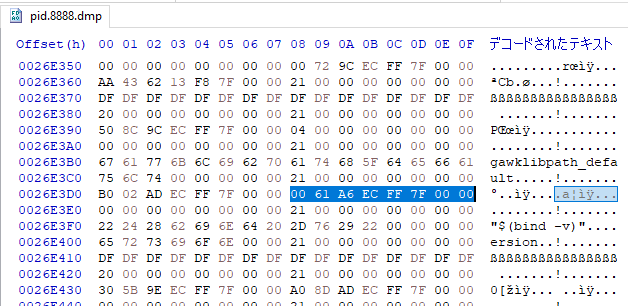 pid.8888.dmp
Offset(h) 00 01 02 03 04 05 06 07 08 09 0A 0B 0C 0D 0E 0F デコードされたテキスト
0026E350 00 00 00 00 00 00 00 00 00 72 9C EC FF 7F 00 00 .........rœìÿ...
0026E360 AA 43 62 13 F8 7F 00 00 21 00 00 00 00 00 00 00 ªCb.ø...!.......
0026E370 DF DF DF DF DF DF DF DF DF DF DF DF DF DF DF DF ßßßßßßßßßßßßßßßß
0026E380 20 00 00 00 00 00 00 00 21 00 00 00 00 00 00 00 .......!.......
0026E390 50 8C 9C EC FF 7F 00 00 04 00 00 00 00 00 00 00 PŒœìÿ...........
0026E3A0 00 00 00 00 00 00 00 00 21 00 00 00 00 00 00 00 ........!.......
0026E3B0 67 61 77 6B 6C 69 62 70 61 74 68 5F 64 65 66 61 gawklibpath_defa
0026E3C0 75 6C 74 00 00 00 00 00 21 00 00 00 00 00 00 00 ult.....!.......
0026E3D0 B0 02 AD EC FF 7F 00 00 00 61 A6 EC FF 7F 00 00 °.­.ìÿ....a¦ìÿ...
0026E3E0 00 00 00 00 00 00 00 00 21 00 00 00 00 00 00 00 ........!.......
0026E3F0 22 24 28 62 69 6E 64 20 2D 76 29 22 00 00 00 00 "$(bind -v)"....
0026E400 65 72 73 69 6F 6E 00 00 21 00 00 00 00 00 00 00 ersion..!.......
0026E410 DF DF DF DF DF DF DF DF DF DF DF DF DF DF DF DF ßßßßßßßßßßßßßßßß
0026E420 20 00 00 00 00 00 00 00 21 00 00 00 00 00 00 00 .......!.......
0026E430 30 5B 9E EC FF 7F 00 00 A0 8D AD EC FF 7F 00 00 0[žìÿ... ..ìÿ...